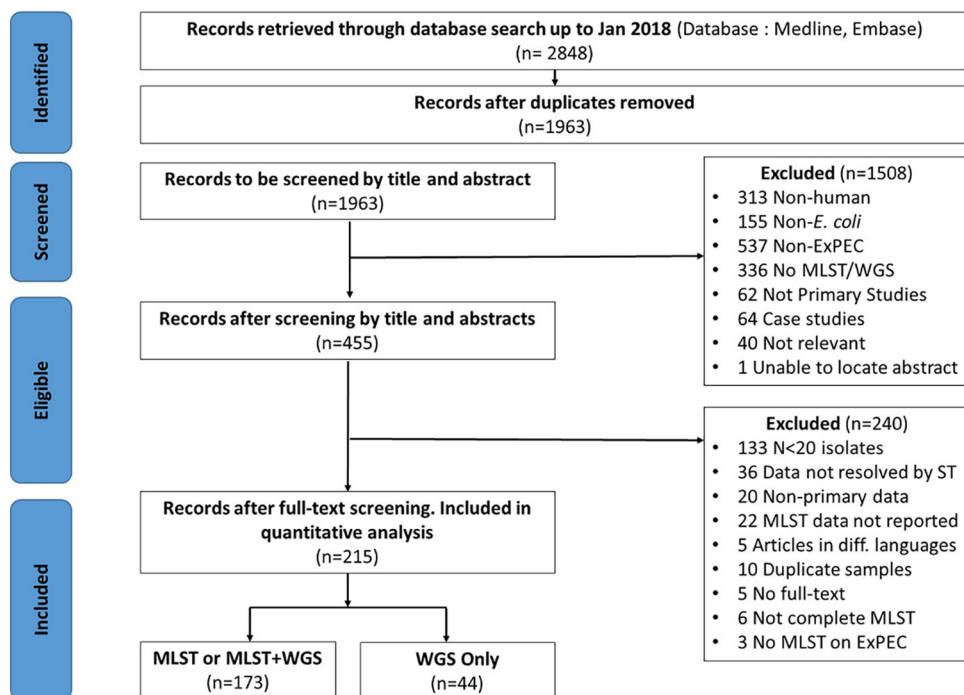 Identified
Records retrieved through database search up to Jan 2018 (Database : Medline, Embase)
(n= 2848)
Records after duplicates removed
(n=1963)
Screened
Records to be screened by title and abstract
(n=1963)
Excluded (n=1508)
• 313 Non-human
• 155 Non-E. coli
• 537 Non-ExPEC
• 336 No MLST/WGS
• 62 Not Primary Studies
• 64 Case studies
• 40 Not relevant
• 1 Unable to locate abstract
Eligible
Records after screening by title and abstracts
(n=455)
Excluded (n=240)
• 133 N<20 isolates
• 36 Data not resolved by ST
• 20 Non-primary data
• 22 MLST data not reported
• 5 Articles in diff. languages
• 10 Duplicate samples
• 5 No full-text
• 6 Not complete MLST
• 3 No MLST on ExPEC
Included
Records after full-text screening. Included in
quantitative analysis
(n=215)
MLST or MLST+WGS
(n=173)
WGS Only
(n=44)